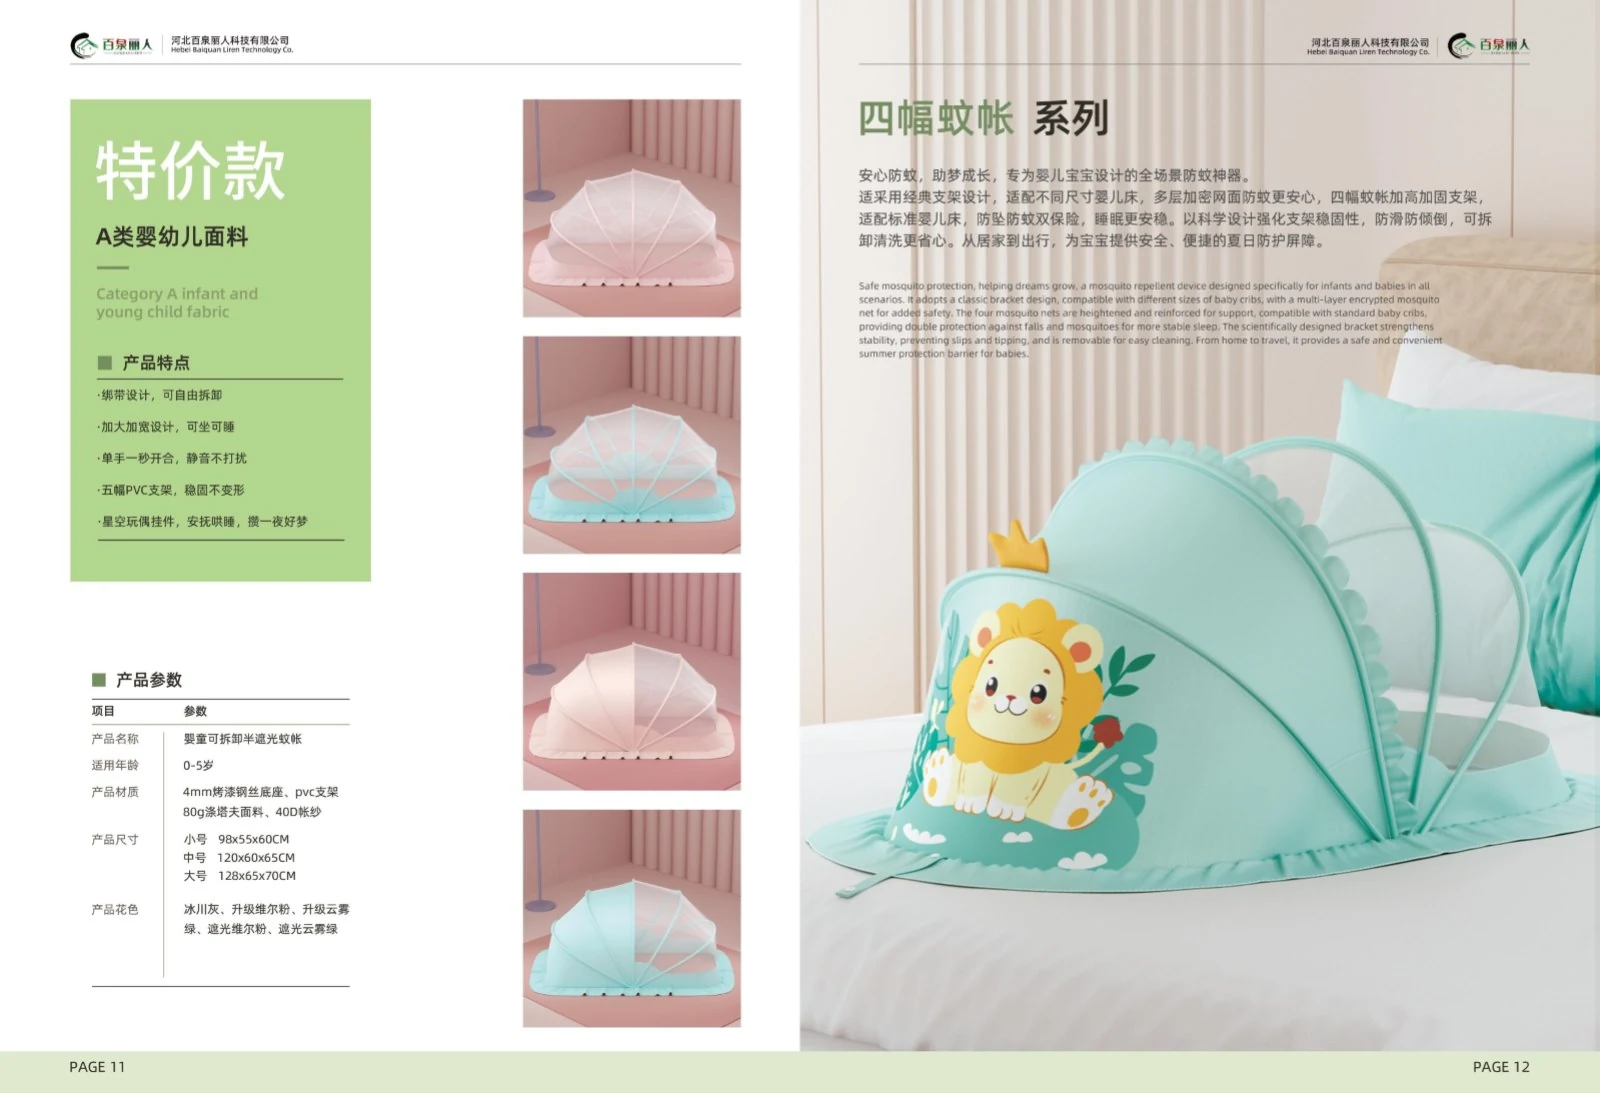 百泉丽人
河北百泉丽人科技有限公司
Hebei Baiquan Liren Technology Co.
特价款
A类婴幼儿面料
Category A infant and
young child fabric
产品特点
·绑带设计，可自由拆卸
·加大加宽设计，可坐可睡
·单手一秒开合，静音不打扰
·五幅PVC支架，稳固不变形
·星空玩偶挂件，安抚哄睡，攒一夜好梦
产品参数
项目 参数
产品名称 婴童可拆卸半遮光蚊帐
适用年龄 0-5岁
产品材质 4mm烤漆钢丝底座、pvc支架
80g涤塔夫面料、40D帐纱
产品尺寸 小号 98x55x60CM
中号 120x60x65CM
大号 128x65x70CM
产品花色 冰川灰、升级维尔粉、升级云雾
绿、遮光维尔粉、遮光云雾绿
PAGE 11
河北百泉丽人科技有限公司
Hebei Baiquan Liren Technology Co.
百泉丽人
四幅蚊帐 系列
安心防蚊，助梦成长，专为婴儿宝宝设计的全场景防蚊神器。
适采用经典支架设计，适配不同尺寸婴儿床，多层加密网面防蚊更安心，四幅蚊帐加高加固支架，
适配标准婴儿床，防坠防蚊双保险，睡眠更安稳。以科学设计强化支架稳固性，防滑防倾倒，可拆
卸清洗更省心。从居家到出行，为宝宝提供安全、便捷的夏日防护屏障。
Safe mosquito protection, helping dreams grow, a mosquito repellent device designed specifically for infants and babies in all
scenarios. It adopts a classic bracket design, compatible with different sizes of baby cribs, with a multi-layer encrypted mosquito
net for added safety. The four mosquito nets are heightened and reinforced for support, compatible with standard baby cribs,
providing double protection against falls and mosquitoes for more stable sleep. The scientifically designed bracket strengthens
stability, preventing slips and tipping, and is removable for easy cleaning. From home to travel, it provides a safe and convenient
summer protection barrier for babies.
PAGE 12